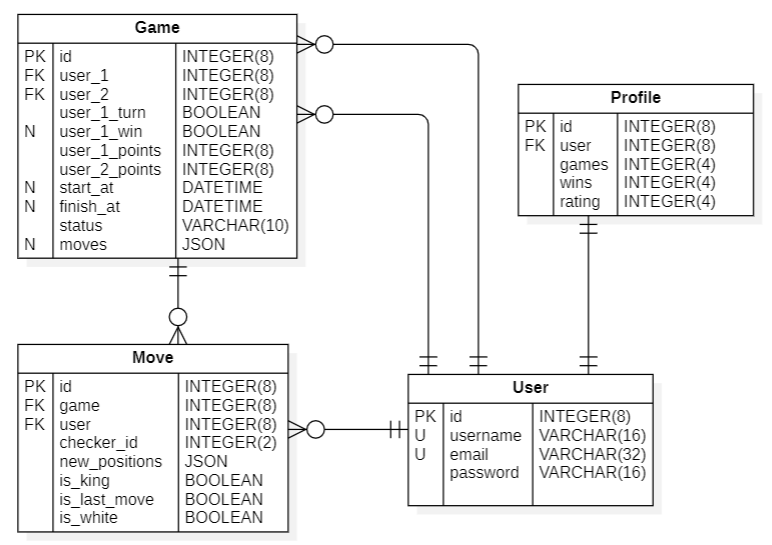 Game
PK id INTEGER(8)
FK user_1 INTEGER(8)
FK user_2 INTEGER(8)
user_1_turn BOOLEAN
N user_1_win BOOLEAN
user_1_points INTEGER(8)
user_2_points INTEGER(8)
N start_at DATETIME
N finish_at DATETIME
status VARCHAR(10)
N moves JSON
Profile
PK id INTEGER(8)
FK user INTEGER(8)
games INTEGER(4)
wins INTEGER(4)
rating INTEGER(4)
Move
PK id INTEGER(8)
FK game INTEGER(8)
FK user INTEGER(8)
checker_id INTEGER(2)
new_positions JSON
is_king BOOLEAN
is_last_move BOOLEAN
is_white BOOLEAN
User
PK id INTEGER(8)
U username VARCHAR(16)
U email VARCHAR(32)
password VARCHAR(16)